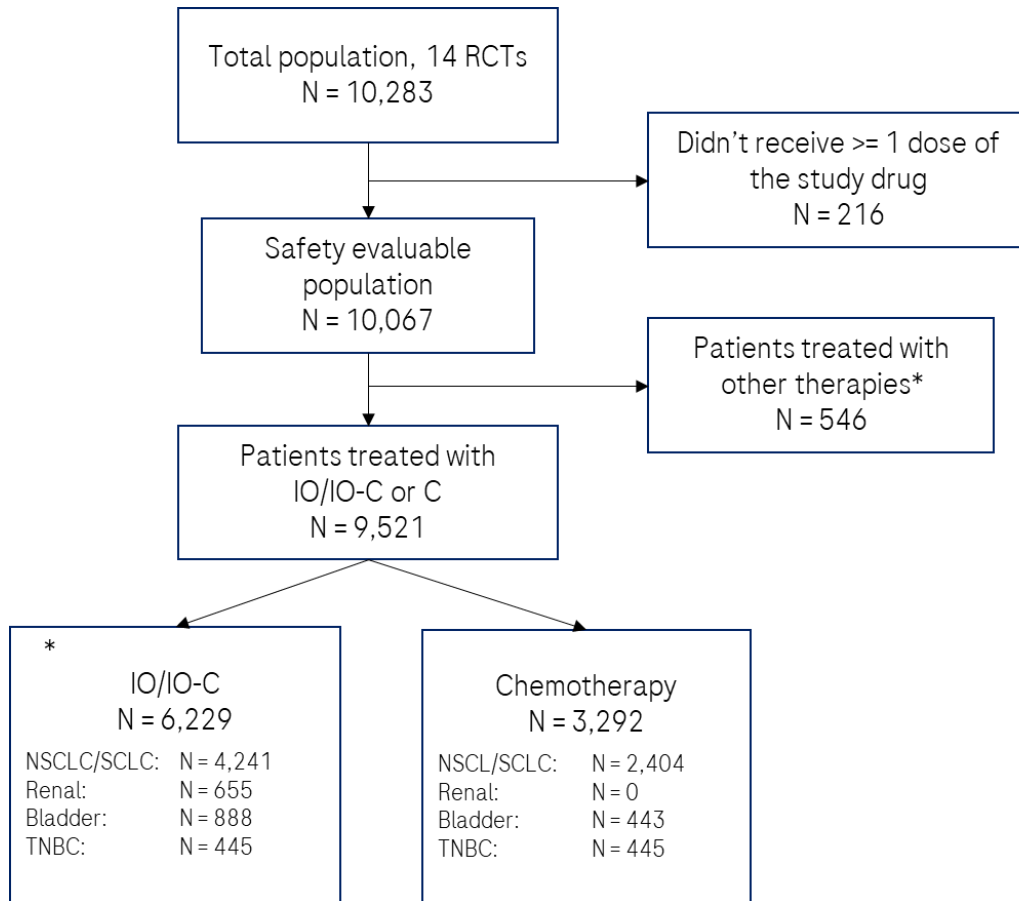 Total population, 14 RCTs
N = 10,283
Didn't receive >= 1 dose of
the study drug
N = 216
Safety evaluable
population
N = 10,067
Patients treated with
other therapies*
N = 546
Patients treated with
IO/IO-C or C
N = 9,521
*
IO/IO-C
N = 6,229
NSCLC/SCLC: N = 4,241
Renal: N = 655
Bladder: N = 888
TNBC: N = 445
Chemotherapy
N = 3,292
NSCL/SCLC: N = 2,404
Renal: N = 0
Bladder: N = 443
TNBC: N = 445